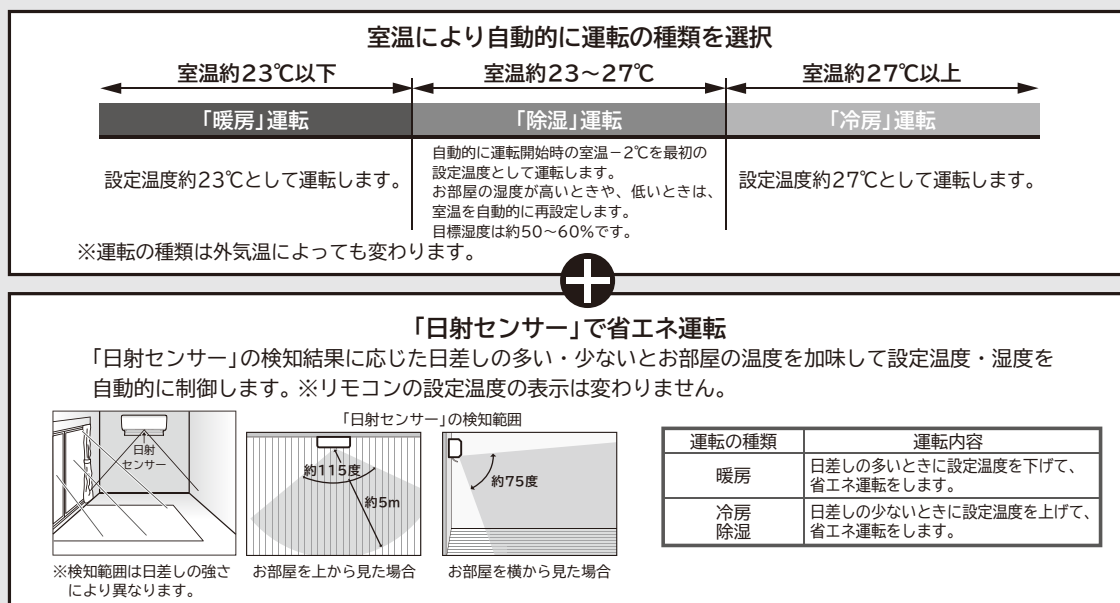 室温により自動的に運転の種類を選択
室温約23℃以下
室温約23～27℃
室温約27℃以上
「暖房」運転
「除湿」運転
「冷房」運転
設定温度約23℃として運転します。
自動的に運転開始時の室温－2℃を最初の
設定温度として運転します。
お部屋の湿度が高いときや、低いときは、
室温を自動的に再設定します。
目標湿度は約50～60%です。
設定温度約27℃として運転します。
※運転の種類は外気温によっても変わります。
「日射センサー」で省エネ運転
「日射センサー」の検知結果に応じた日差しの多い・少ないとお部屋の温度を加味して設定温度・湿度を
自動的に制御します。※リモコンの設定温度の表示は変わりません。
「日射センサー」の検知範囲
日射
センサー
約115度
約5m
約75度
※検知範囲は日差しの強さ
により異なります。
お部屋を上から見た場合
お部屋を横から見た場合
運転の種類
運転内容
暖房
日差しの多いときに設定温度を下げて、
省エネ運転をします。
冷房
除湿
日差しの少ないときに設定温度を上げて、
省エネ運転をします。